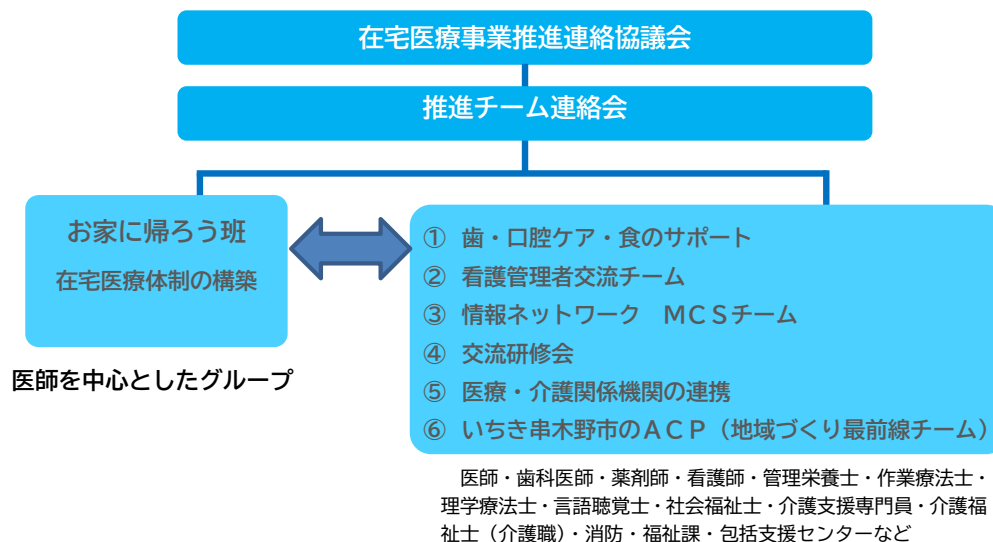 在宅医療事業推進連絡協議会
推進チーム連絡会
お家に帰ろう班
在宅医療体制の構築
医師を中心としたグループ
① 歯・口腔ケア・食のサポート
② 看護管理者交流チーム
③ 情報ネットワーク　ＭＣＳチーム
④ 交流研修会
⑤ 医療・介護関係機関の連携
⑥ いちき串木野市のＡＣＰ（地域づくり最前線チーム）
医師・歯科医師・薬剤師・看護師・管理栄養士・作業療法士・
理学療法士・言語聴覚士・社会福祉士・介護支援専門員・介護福
祉士（介護職）・消防・福祉課・包括支援センターなど